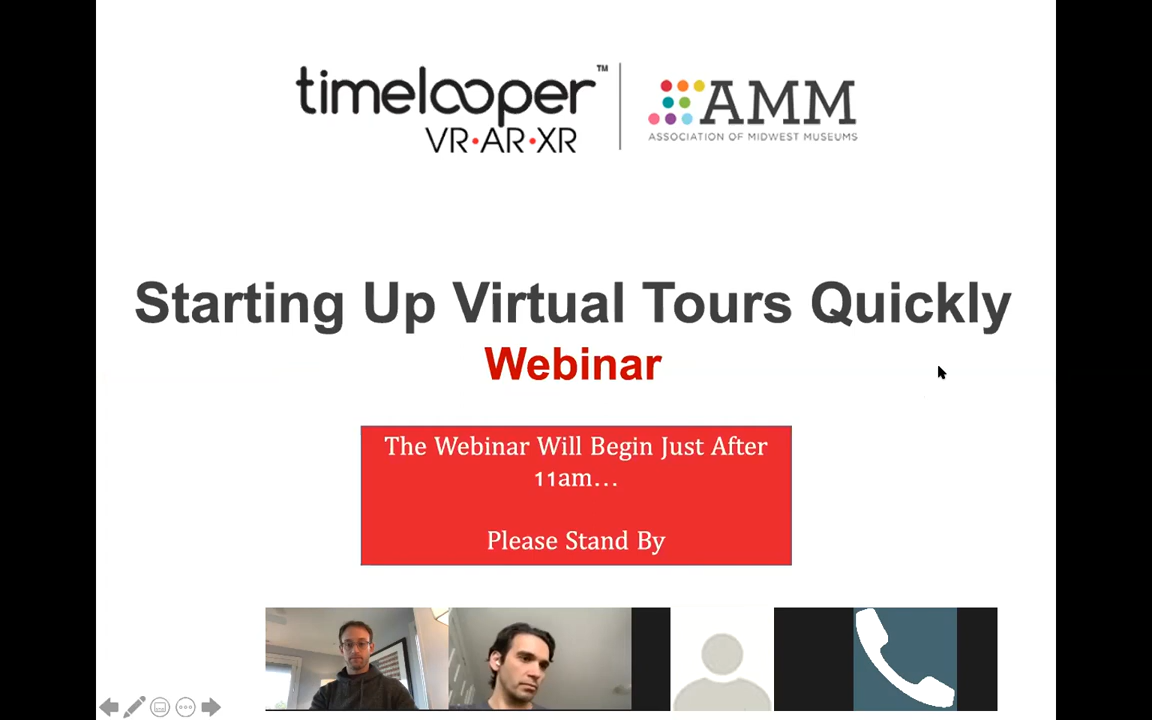 timelooper™
VR·AR·XR
AMM
ASSOCIATION OF MIDWEST MUSEUMS
Starting Up Virtual Tours Quickly
Webinar
The Webinar Will Begin Just After
11am...
Please Stand By